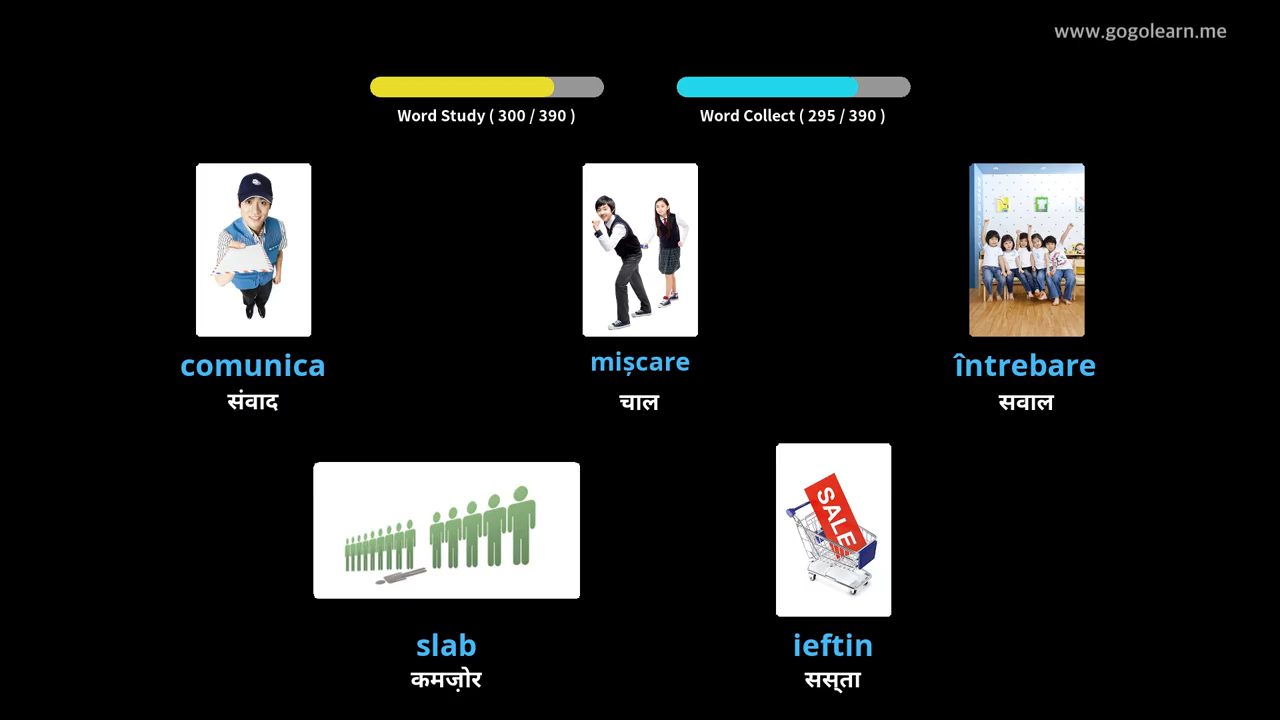 www.gogolearn.me
Word Study ( 300 / 390 )
Word Collect ( 295 / 390 )
comunica
संवाद
mișcare
चाल
întrebare
सवाल
SALE
slab
कमज़ोर
ieftin
सस्ता